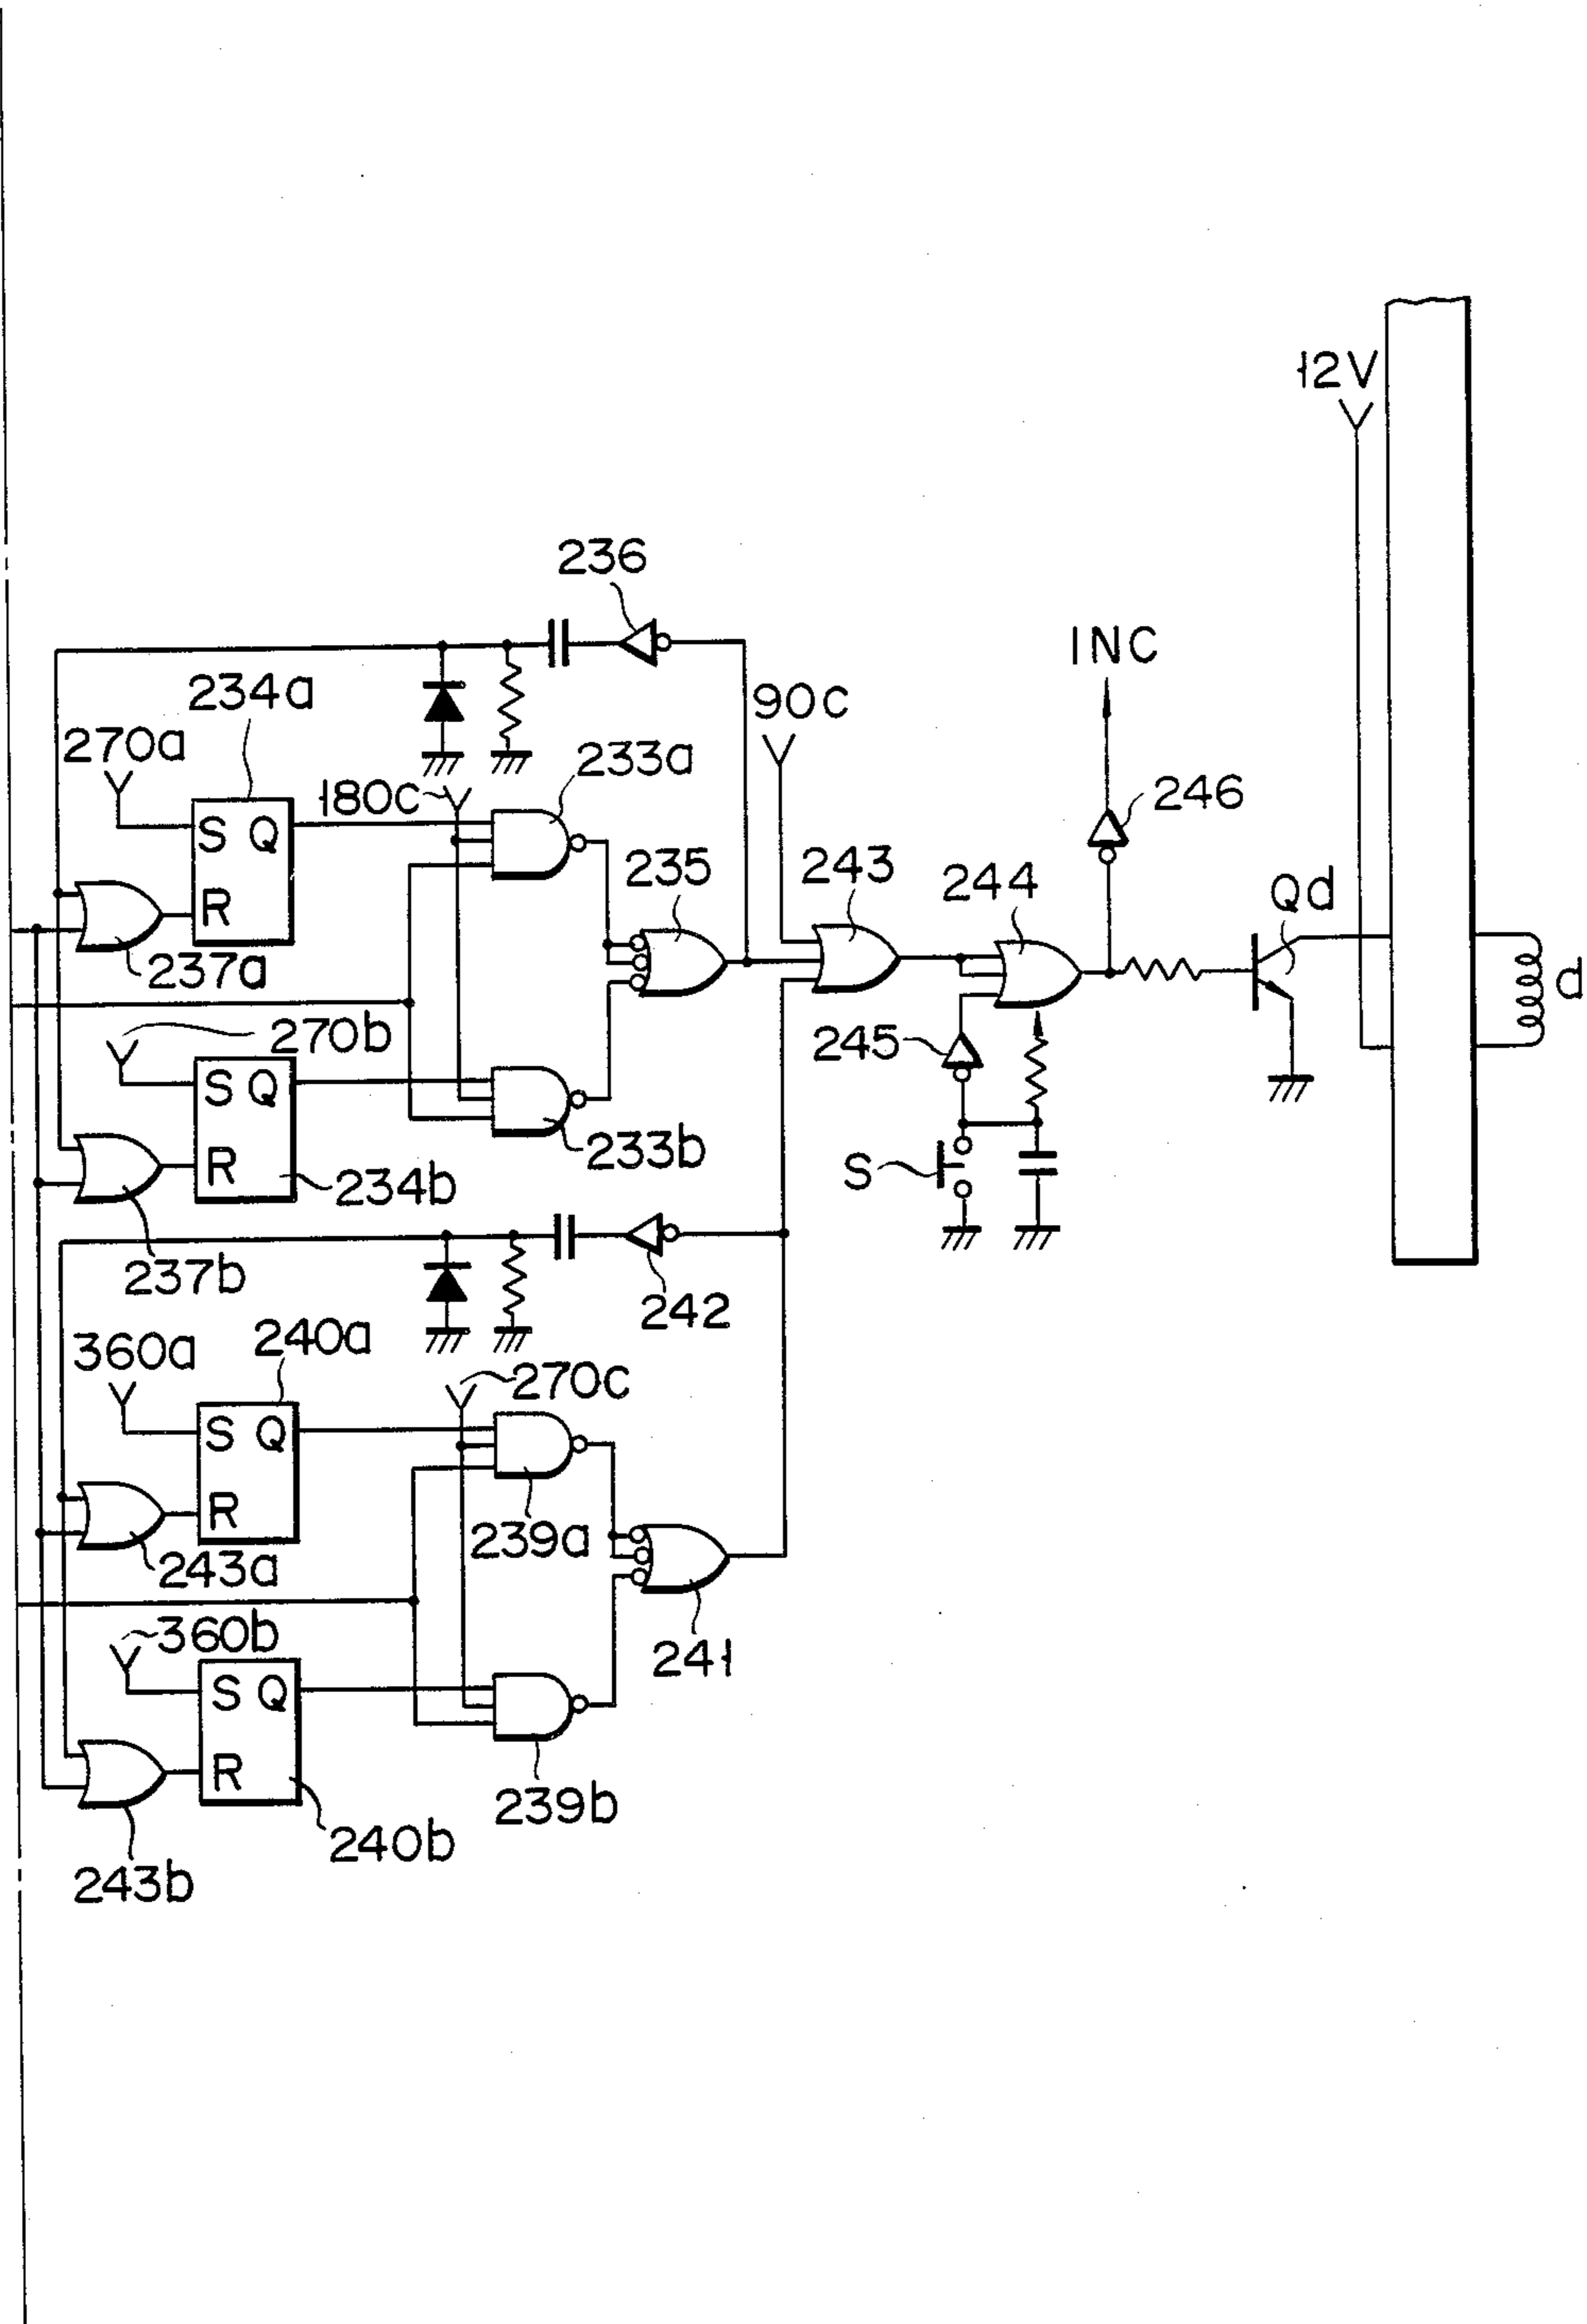 12V
236
INC
234a
90c
270a
233a
180c
246
S Q
235
243
244
Qd
R
237a
d
270b
245
S Q
233b
S
R
234b
237b
242
240a
360a
270c
S Q
R
239a
243a
360b
241
S Q
R
239b
240b
243b